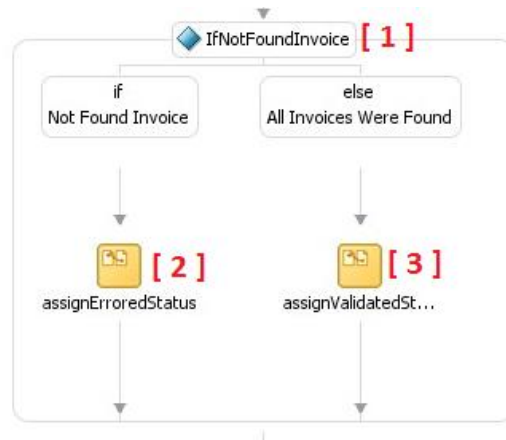 IfNotFoundInvoice [ 1 ]
if
Not Found Invoice
else
All Invoices Were Found
[ 2 ]
assignErroredStatus
[ 3 ]
assignValidatedSt...